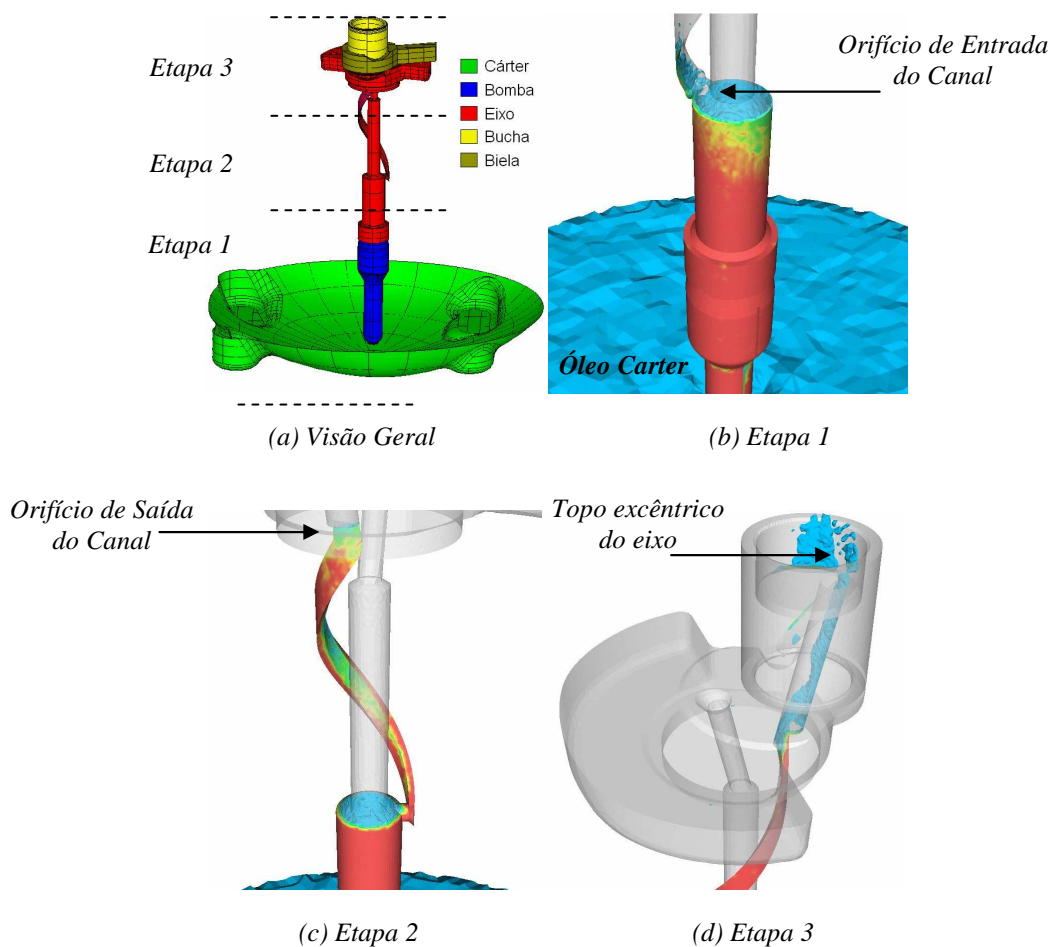 Etapa 3
Etapa 2
Etapa 1
Cárter
Bomba
Eixo
Bucha
Biela
(a) Visão Geral
Orifício de Entrada
do Canal
Óleo Carter
(b) Etapa 1
Orifício de Saída
do Canal
(c) Etapa 2
Topo excêntrico
do eixo
(d) Etapa 3